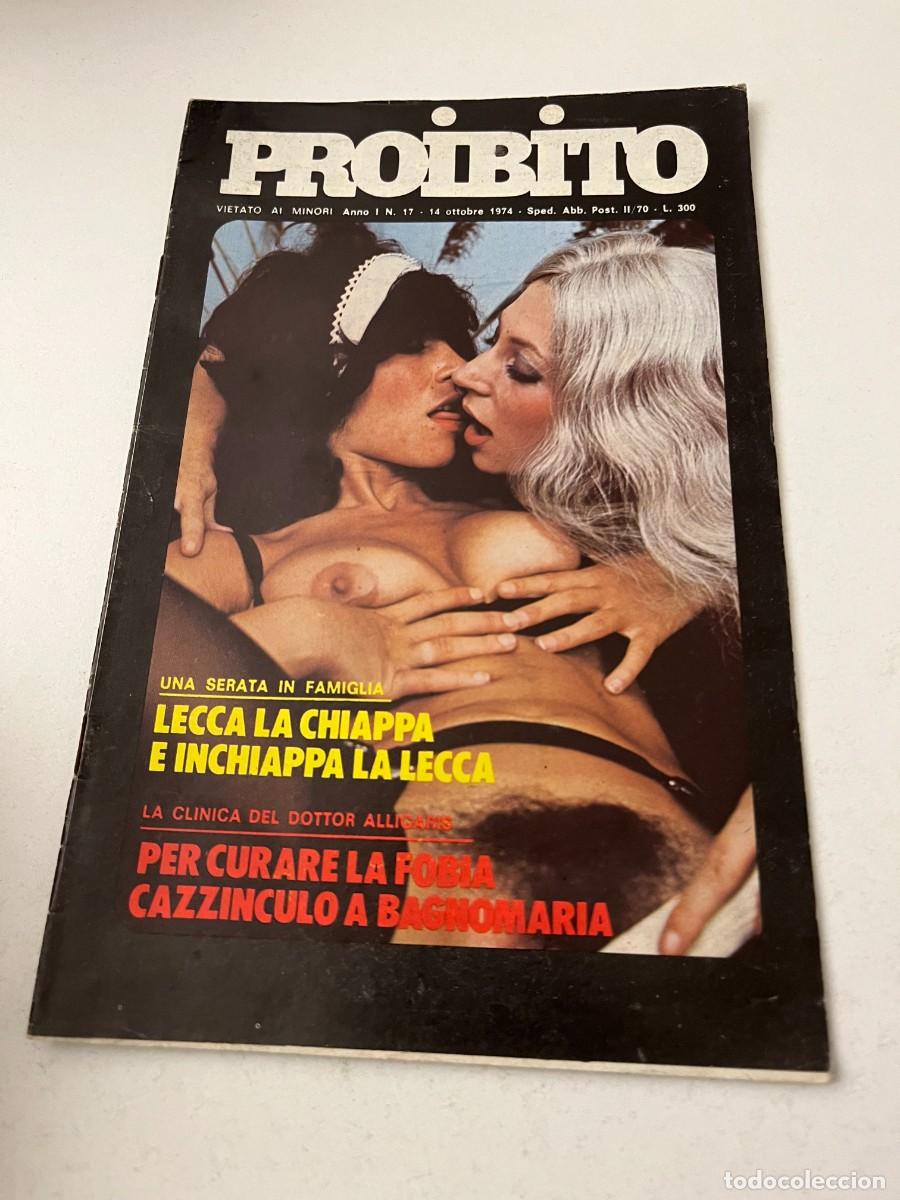 PROIBITO
VIETATO AI MINORI Anno I N. 17 - 14 ottobre 1974 - Sped. Abb. Post. II/70 - L. 300
UNA SERATA IN FAMIGLIA
LECCA LA CHIAPPA
E INCHIAPPA LA LECCA
LA CLINICA DEL DOTTOR
PER CURARE LA FOBIA
CAZZINCULO A BAGNOMARIA
todocoleccion